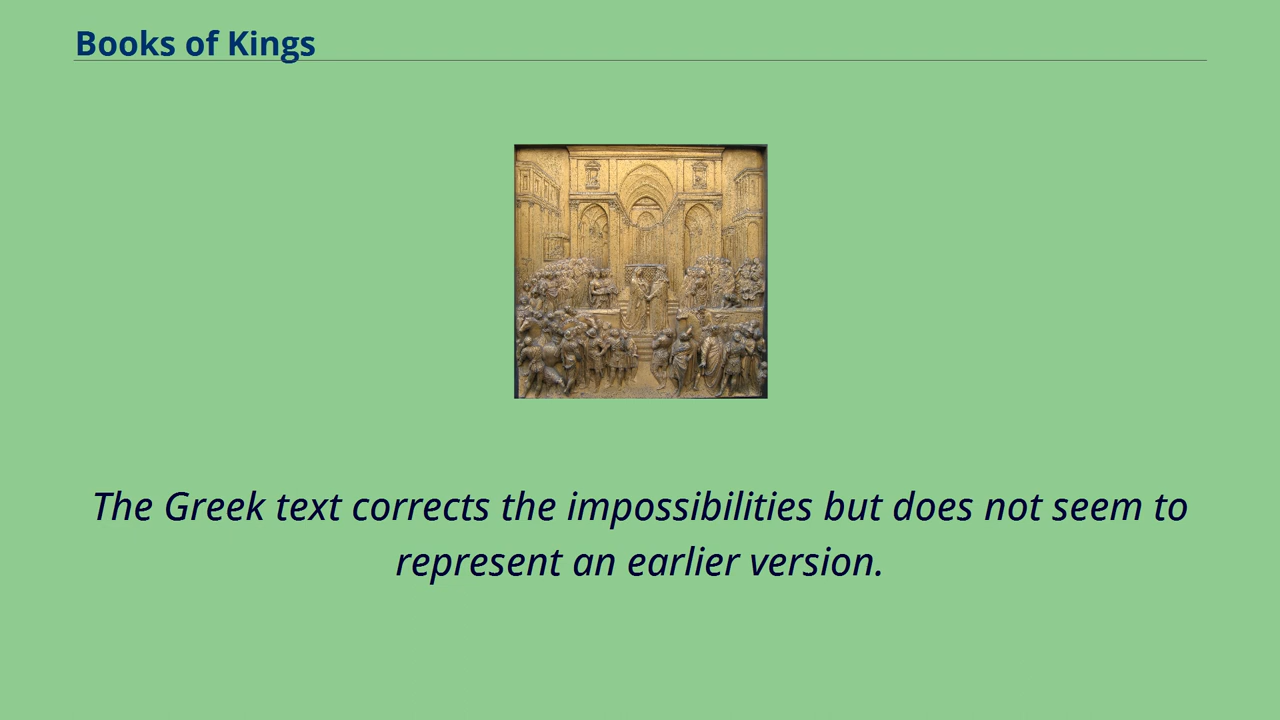 Books of Kings
The Greek text corrects the impossibilities but does not seem to
represent an earlier version.